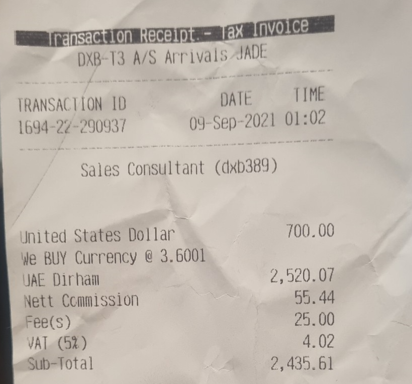 Transaction Receipt - Tax Invoice
DXB-T3 A/S Arrivals JADE
TRANSACTION ID DATE TIME
1694-22-290937 09-Sep-2021 01:02
Sales Consultant (dxb389)
United States Dollar 700.00
We BUY Currency @ 3.6001
UAE Dirham 2,520.07
Nett Commission 55.44
Fee(s) 25.00
VAT (5%) 4.02
Sub-Total 2,435.61